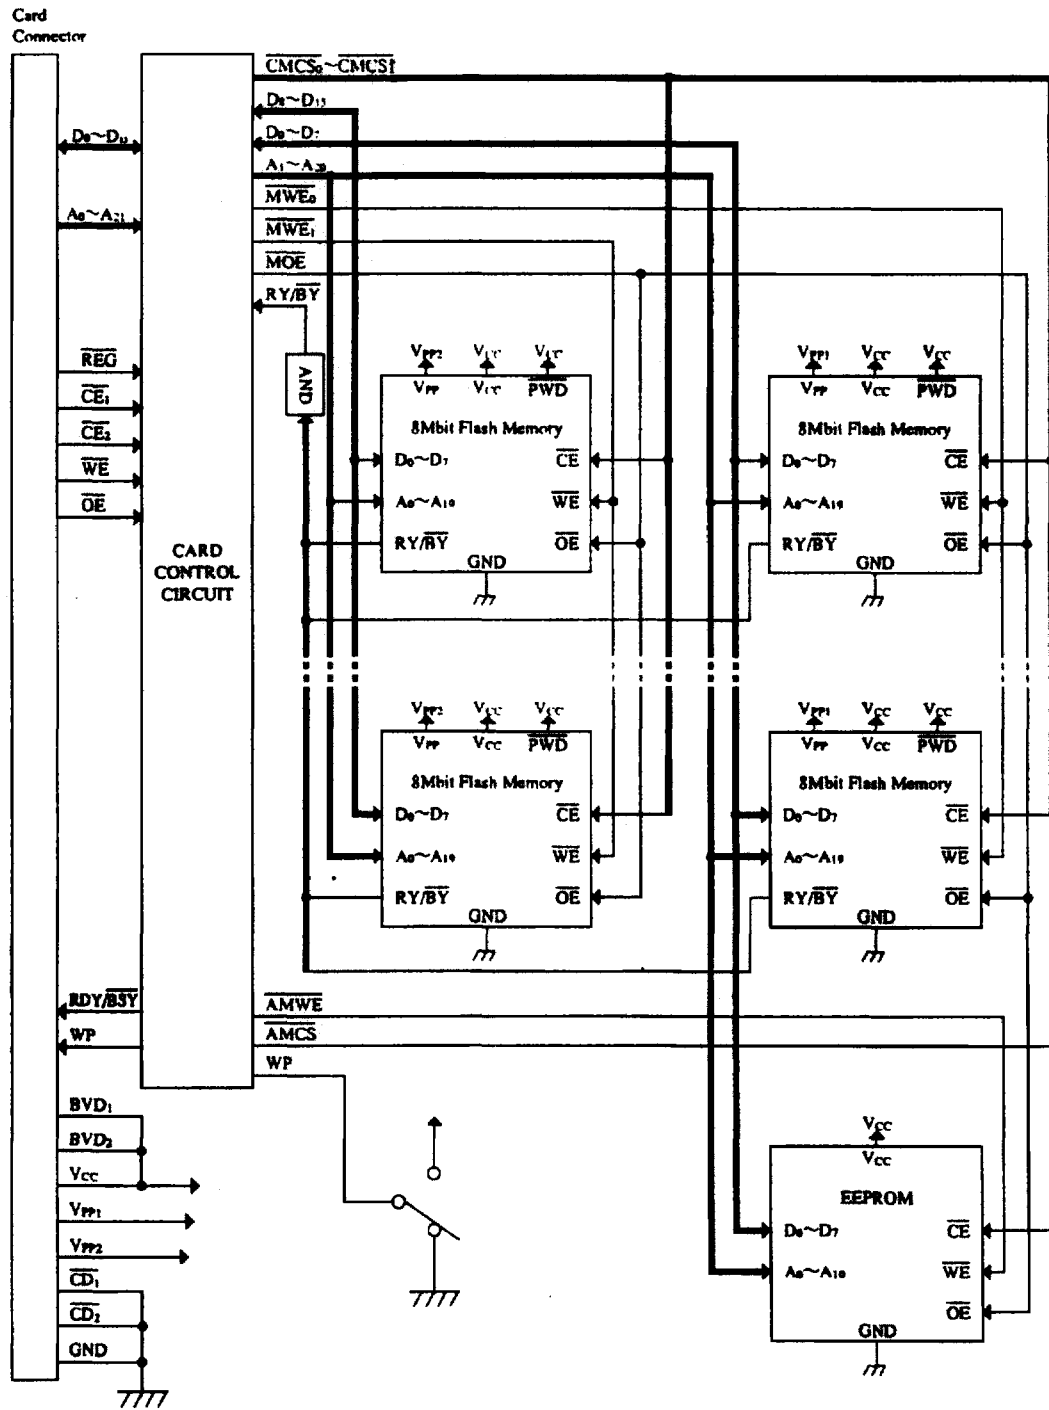 Card
Connector
CMCS₀~CMCS₁
D₈~D₁₅
D₀~D₇
A₁~A₂₀
MWE₀
MWE₁
MOE
RY/BY
D₀~D₁₅
A₀~A₂₁
REG
CE₁
CE₂
WE
OE
CARD
CONTROL
CIRCUIT
AND
VPP2 VCC VCC
VPP VCC PWD
8Mbit Flash Memory
D₀~D₇ CE
A₀~A₁₉ WE
RY/BY OE
GND
VPP1 VCC VCC
VPP VCC PWD
8Mbit Flash Memory
D₀~D₇ CE
A₀~A₁₉ WE
RY/BY OE
GND
VPP2 VCC VCC
VPP VCC PWD
8Mbit Flash Memory
D₀~D₇ CE
A₀~A₁₉ WE
RY/BY OE
GND
VPP1 VCC VCC
VPP VCC PWD
8Mbit Flash Memory
D₀~D₇ CE
A₀~A₁₉ WE
RY/BY OE
GND
RDY/BSY
WP
AMWE
AMCS
WP
BVD₁
BVD₂
VCC
VPP1
VPP2
CD₁
CD₂
GND
VCC
VCC
EEPROM
D₀~D₇ CE
A₀~A₁₀ WE
OE
GND